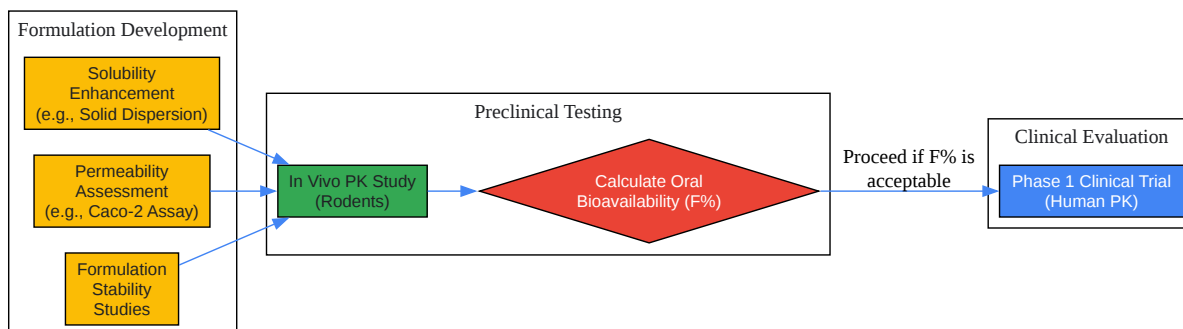 Formulation Development
Solubility
Enhancement
(e.g., Solid Dispersion)
Permeability
Assessment
(e.g., Caco-2 Assay)
Formulation
Stability
Studies
Preclinical Testing
In Vivo PK Study
(Rodents)
Calculate Oral
Bioavailability (F%)
Proceed if F% is
acceptable
Clinical Evaluation
Phase 1 Clinical Trial
(Human PK)